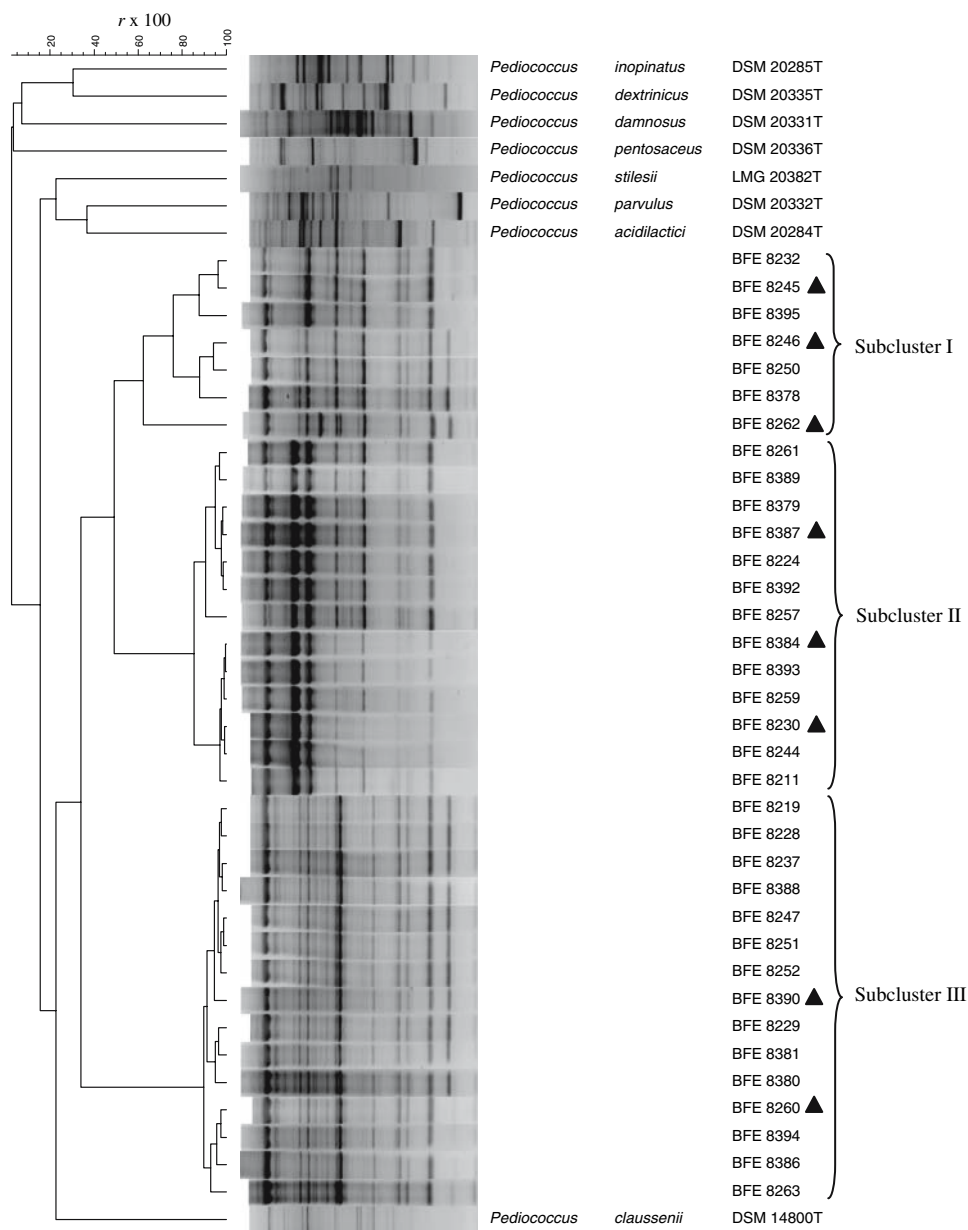 r x 100
20 40 60 80 100
Pediococcus inopinatus DSM 20285T
Pediococcus dextrinicus DSM 20335T
Pediococcus damnosus DSM 20331T
Pediococcus pentosaceus DSM 20336T
Pediococcus stilesii LMG 20382T
Pediococcus parvulus DSM 20332T
Pediococcus acidilactici DSM 20284T
BFE 8232
BFE 8245
BFE 8395
BFE 8246
Subcluster I
BFE 8250
BFE 8378
BFE 8262
BFE 8261
BFE 8389
BFE 8379
BFE 8387
BFE 8224
BFE 8392
BFE 8257
Subcluster II
BFE 8384
BFE 8393
BFE 8259
BFE 8230
BFE 8244
BFE 8211
BFE 8219
BFE 8228
BFE 8237
BFE 8388
BFE 8247
BFE 8251
BFE 8252
BFE 8390
Subcluster III
BFE 8229
BFE 8381
BFE 8380
BFE 8260
BFE 8394
BFE 8386
BFE 8263
Pediococcus claussenii DSM 14800T